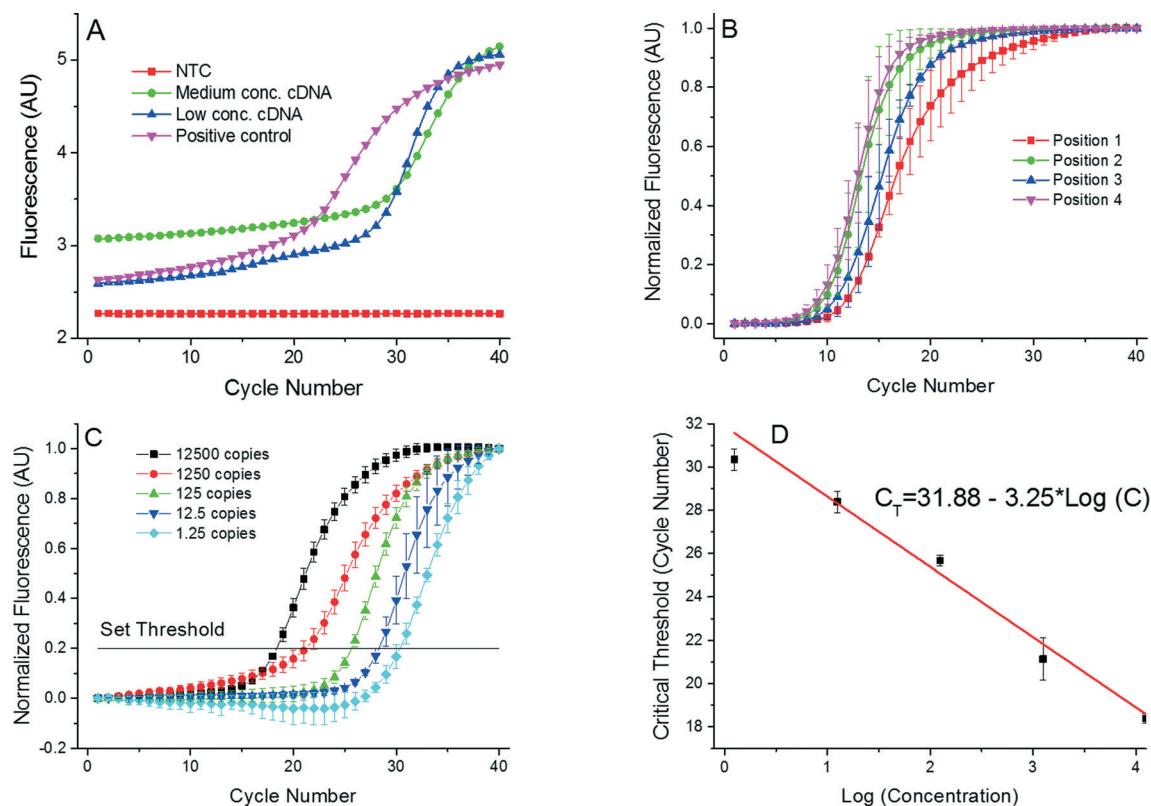 A
NTC
Medium conc. cDNA
Low conc. cDNA
Positive control
Fluorescence (AU)
5
4
3
2
0
10
20
30
40
Cycle Number
B
Position 1
Position 2
Position 3
Position 4
Normalized Fluorescence (AU)
1.0
0.8
0.6
0.4
0.2
0.0
0
10
20
30
40
Cycle Number
C
12500 copies
1250 copies
125 copies
12.5 copies
1.25 copies
Set Threshold
Normalized Fluorescence (AU)
1.0
0.8
0.6
0.4
0.2
0.0
-0.2
0
10
20
30
40
Cycle Number
D
C_T=31.88 - 3.25*Log (C)
Critical Threshold (Cycle Number)
32
30
28
26
24
22
20
18
0
1
2
3
4
Log (Concentration)